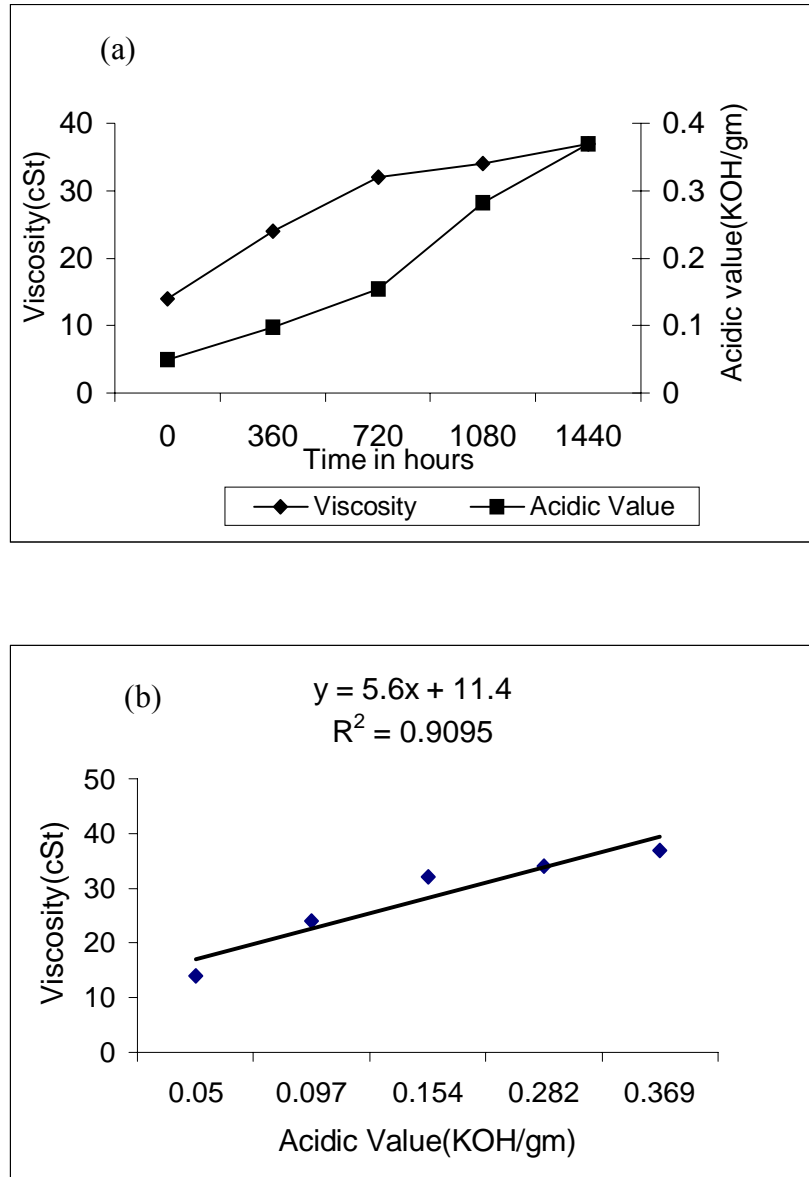 (a)
Viscosity(cSt)
40
30
20
10
0
Acidic value(KOH/gm)
0.4
0.3
0.2
0.1
0
0 360 720 1080 1440
Time in hours
Viscosity Acidic Value
(b)
y = 5.6x + 11.4
R² = 0.9095
Viscosity(cSt)
50
40
30
20
10
0
0.05 0.097 0.154 0.282 0.369
Acidic Value(KOH/gm)